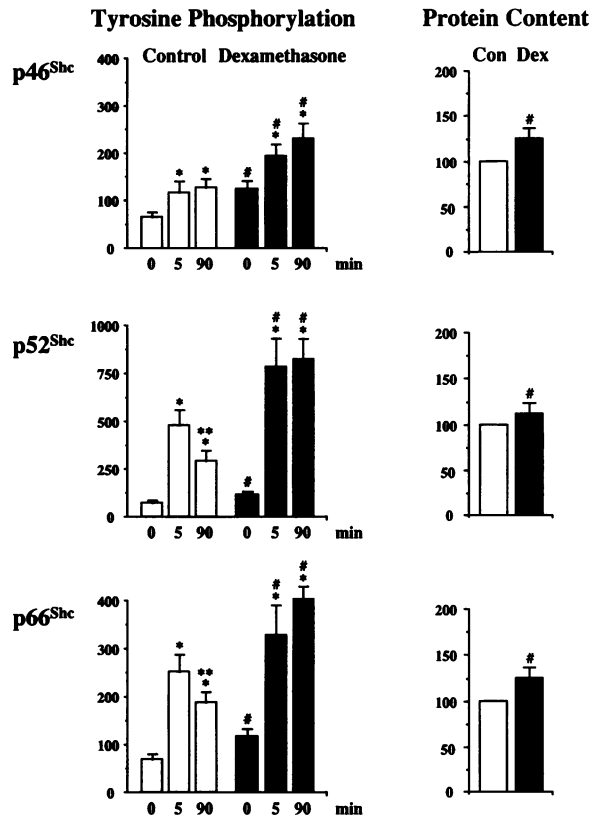 Tyrosine Phosphorylation
Protein Content
p46Shc
Control Dexamethasone
400
300
200
100
0
* * # # * # *
0 5 90 0 5 90 min
Con Dex
200
150
100
50
0
#
p52Shc
1000
750
500
250
0
* ** * # # * # *
0 5 90 0 5 90 min
200
150
100
50
0
#
p66Shc
400
300
200
100
0
* ** * # # * # *
0 5 90 0 5 90 min
200
150
100
50
0
#